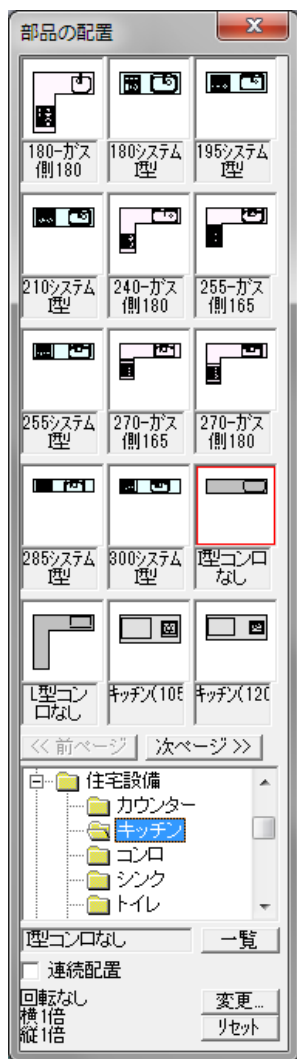 部品の配置
180-ガス
側180
180システム
I型
195システム
I型
210システム
I型
240-ガス
側180
255-ガス
側165
255システム
I型
270-ガス
側165
270-ガス
側180
285システム
I型
300システム
I型
I型コンロ
なし
L型コン
ロなし
キッチン(105
キッチン(120
<< 前ページ
次ページ >>
住宅設備
カウンター
キッチン
コンロ
シンク
トイレ
I型コンロなし
一覧
連続配置
回転なし
横1倍
縦1倍
変更...
リセット